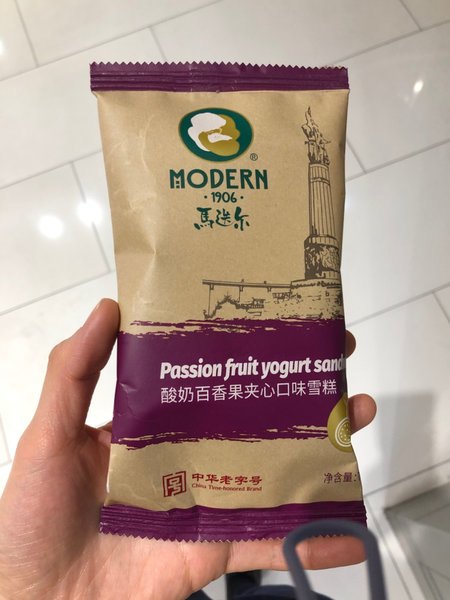 ®
MODERN
·1906·
馬迭尔
Passion fruit yogurt sand
酸奶百香果夹心口味雪糕
中华老字号
China Time-honored Brand
净含量: